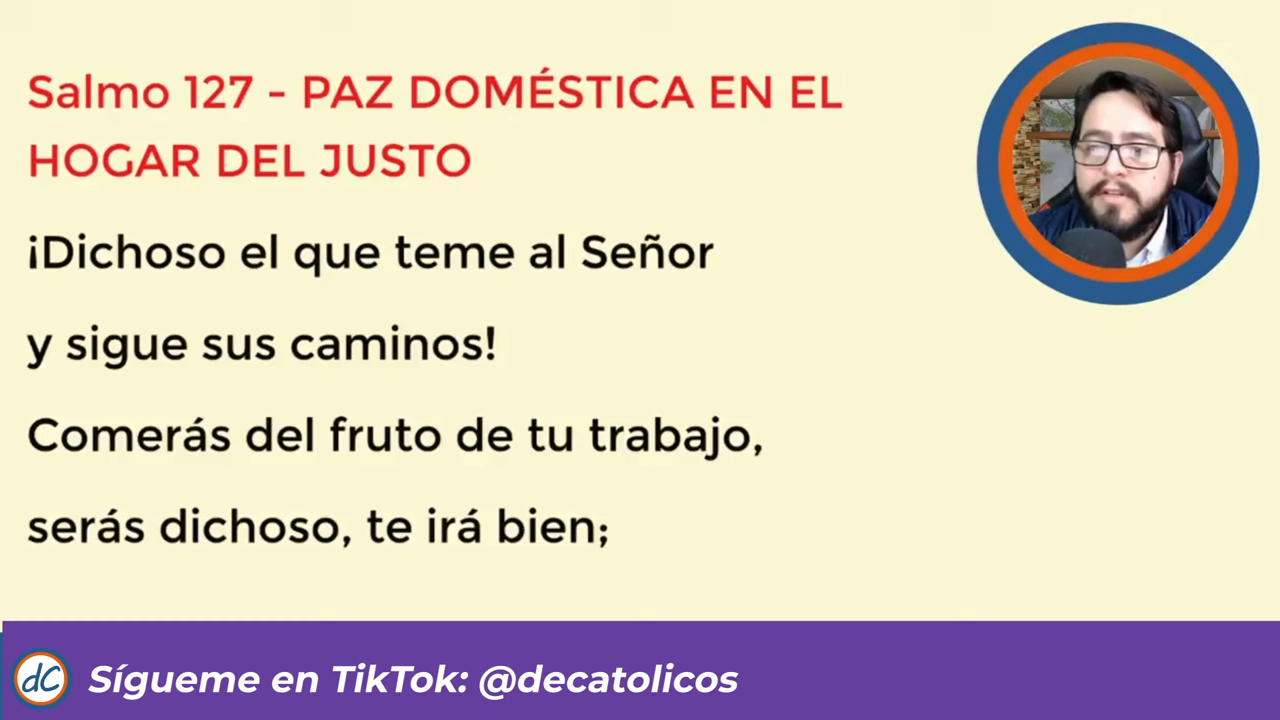 Salmo 127 - PAZ DOMÉSTICA EN EL
HOGAR DEL JUSTO
¡Dichoso el que teme al Señor
y sigue sus caminos!
Comerás del fruto de tu trabajo,
serás dichoso, te irá bien;
dC Sígueme en TikTok: @decatolicos